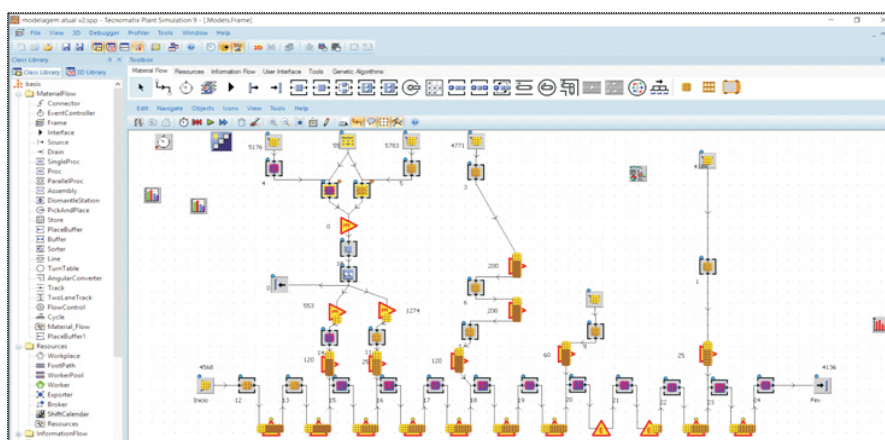 modelagem atual v2.spp - Tecnomatix Plant Simulation 9 - [.Models.Frame]
File View 3D Debugger Profiler Tools Window Help
Class Library
Toolbox
Class Library 3D Library
Material Flow Resources Information Flow User Interface Tools Genetic Algorithms
Edit Navigate Objects Icons View Tools Help
basis
MaterialFlow
Connector
EventController
Frame
Interface
Source
Drain
SingleProc
Proc
ParallelProc
Assembly
DismantleStation
PickAndPlace
Store
PlaceBuffer
Buffer
Sorter
Line
TurnTable
AngularConverter
Track
TwoLaneTrack
FlowControl
Cycle
Material_Flow
PlaceBuffer1
Resources
Workplace
FootPath
WorkerPool
Worker
Exporter
Broker
ShiftCalendar
Resources
InformationFlow
5176
5783
4771
4
5
3
0
200
6
1
0
553
1274
200
14
11
120
120
60
25
4560
4136
Inicio
12
13
15
16
17
18
19
20
21
22
23
24
Fim
E
E